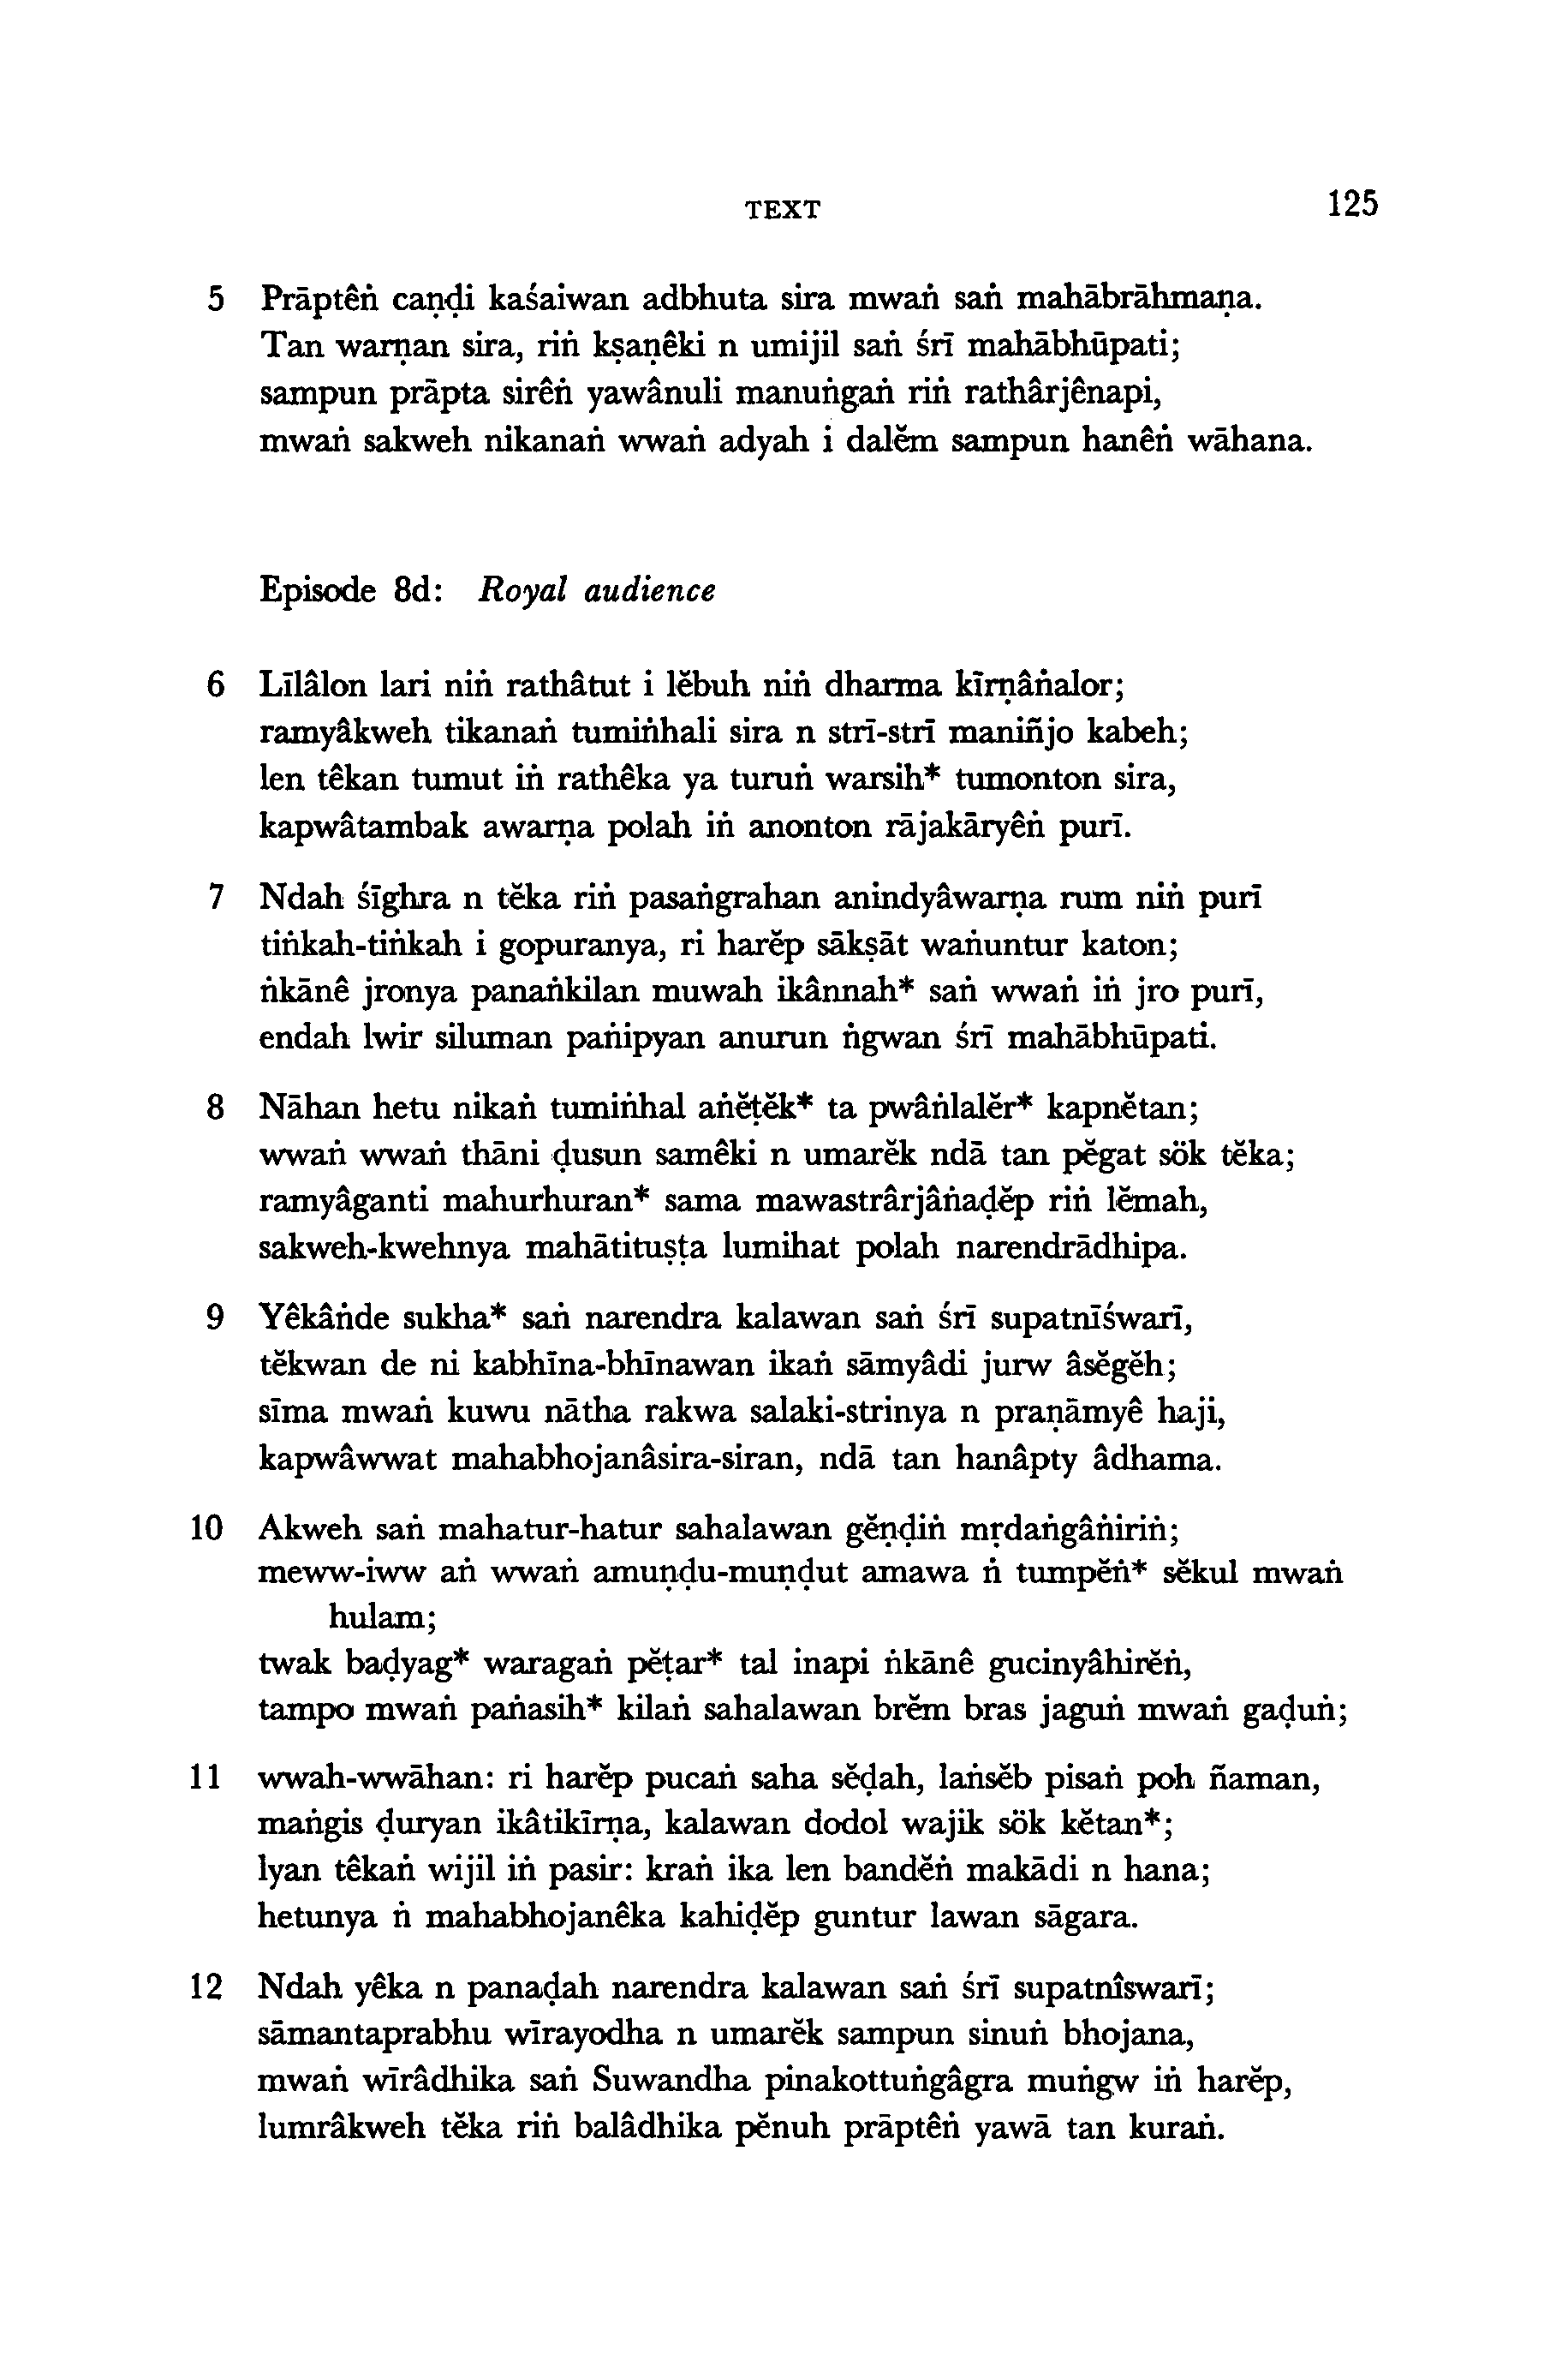 TEXT 125
5 Prāptêṅ caṇḍi kaśaiwan adbhuta sira mwaṅ saṅ mahābrāhmaṇa.
Tan warṇan sira, riṅ kṣaṇêki n umijil saṅ śrī mahābhūpati;
sampun prāpta sirêṅ yawânuli manuṅgaṅ riṅ rathârjênapi,
mwaṅ sakweh nikanaṅ wwaṅ adyah i dalĕm sampun hanêṅ wāhana.
Episode 8d: Royal audience
6 Līlâlon lari niṅ rathâtut i lĕbuh niṅ dharma kīrṇâṅalor;
ramyâkweh tikanaṅ tumiṅhali sira n strī-strī maniñjo kabeh;
len têkan tumut iṅ rathêka ya turuṅ warsih* tumonton sira,
kapwâtambak awarṇa polah iṅ anonton rājakāryêṅ purī.
7 Ndah śīghra n tĕka riṅ pasaṅgrahan anindyâwarṇa rum niṅ purī
tiṅkah-tiṅkah i gopuranya, ri harĕp sākṣāt waṅuntur katon;
ṅkānê jronya panaṅkilan muwah ikânnah* saṅ wwaṅ iṅ jro purī,
endah lwir siluman paṅipyan anurun ṅgwan śrī mahābhūpati.
8 Nāhan hetu nikaṅ tumiṅhal aṅĕṭĕk* ta pwâṅlalĕr* kapnĕtan;
wwaṅ wwaṅ thāni ḍusun samêki n umarĕk ndā tan pĕgat sök tĕka;
ramyâganti mahurhuran* sama mawastrârjâṅaḍĕp riṅ lĕmah,
sakweh-kwehnya mahātituṣṭa lumihat polah narendrādhipa.
9 Yêkâṅde sukha* saṅ narendra kalawan saṅ śrī supatnīśwarī,
tĕkwan de ni kabhīna-bhīnawan ikaṅ sāmyâdi jurw âsĕgĕh;
sīma mwaṅ kuwu nātha rakwa salaki-strinya n praṇāmyê haji,
kapwâwwat mahabhojanâsira-siran, ndā tan hanâpty âdhama.
10 Akweh saṅ mahatur-hatur sahalawan gĕṇḍiṅ mṛdaṅgâṅiriṅ;
meww-iww aṅ wwaṅ amuṇḍu-muṇḍut amawa ṅ tumpĕṅ* sĕkul mwaṅ
hulam;
twak baḍyag* waragaṅ pĕṭar* tal inapi ṅkānê gucinyâhirĕṅ,
tampo mwaṅ paṅasih* kilaṅ sahalawan brĕm bras jaguṅ mwaṅ gaḍuṅ;
11 wwah-wwāhan: ri harĕp pucaṅ saha sĕḍah, laṅsĕb pisaṅ poh ñaman,
maṅgis ḍuryan ikâtikīrṇa, kalawan dodol wajik sök kĕtan*;
lyan têkaṅ wijil iṅ pasir: kraṅ ika len bandĕṅ makādi n hana;
hetunya ṅ mahabhojanêka kahiḍĕp guntur lawan sāgara.
12 Ndah yêka n panaḍah narendra kalawan saṅ śrī supatnîswarī;
sāmantaprabhu wīrayodha n umarĕk sampun sinuṅ bhojana,
mwaṅ wīrâdhika saṅ Suwandha pinakottuṅgâgra muṅgw iṅ harĕp,
lumrâkweh tĕka riṅ balâdhika pĕnuh prāptêṅ yawā tan kuraṅ.